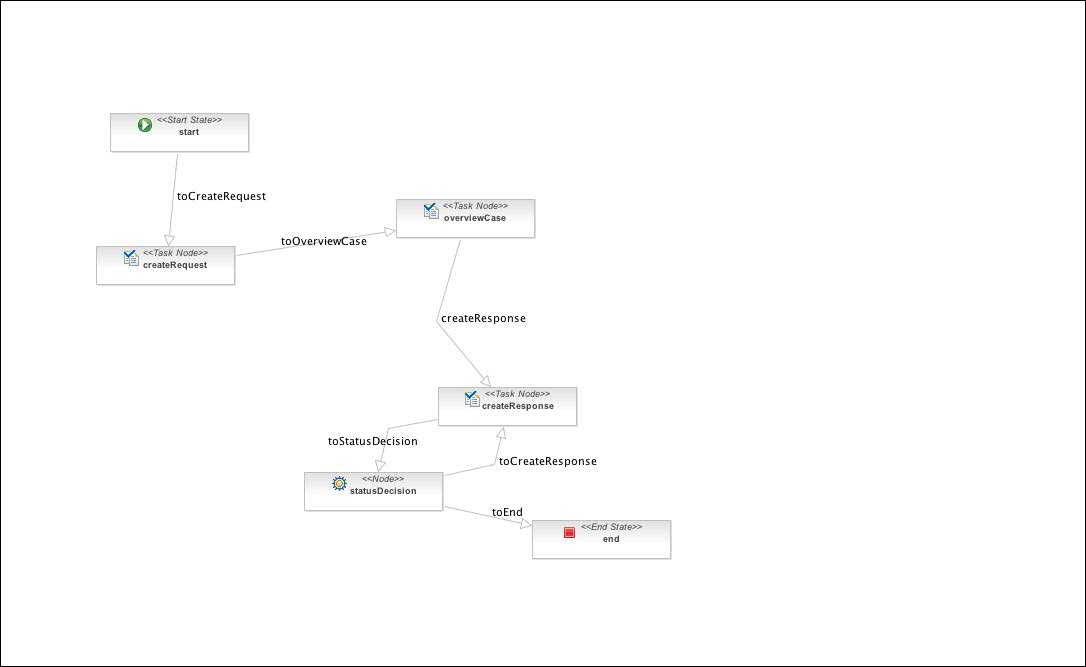 <<Start State>>
start
toCreateRequest
<<Task Node>>
overviewCase
toOverviewCase
<<Task Node>>
createRequest
createResponse
<<Task Node>>
createResponse
toStatusDecision
toCreateResponse
<<Node>>
statusDecision
toEnd
<<End State>>
end